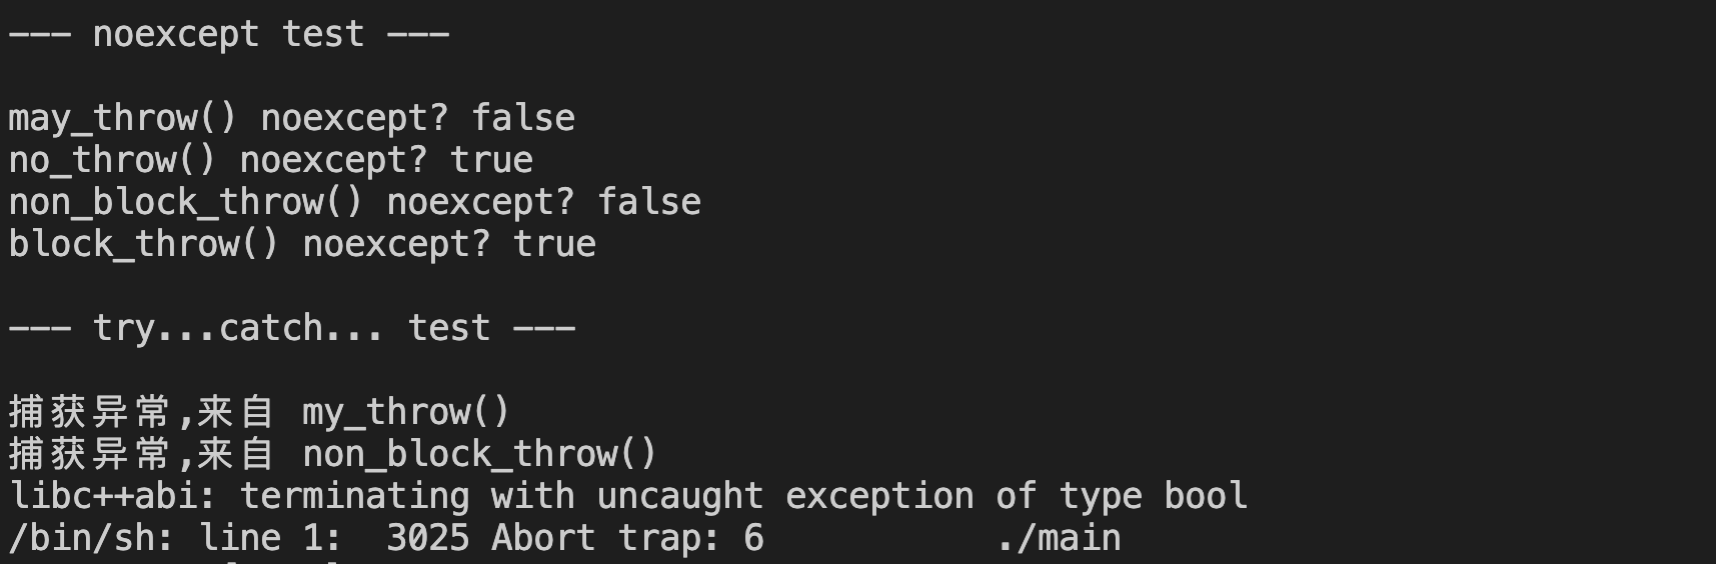 --- noexcept test ---
may_throw() noexcept? false
no_throw() noexcept? true
non_block_throw() noexcept? false
block_throw() noexcept? true
--- try...catch... test ---
捕获异常,来自 my_throw()
捕获异常,来自 non_block_throw()
libc++abi: terminating with uncaught exception of type bool
/bin/sh: line 1:  3025 Abort trap: 6           ./main